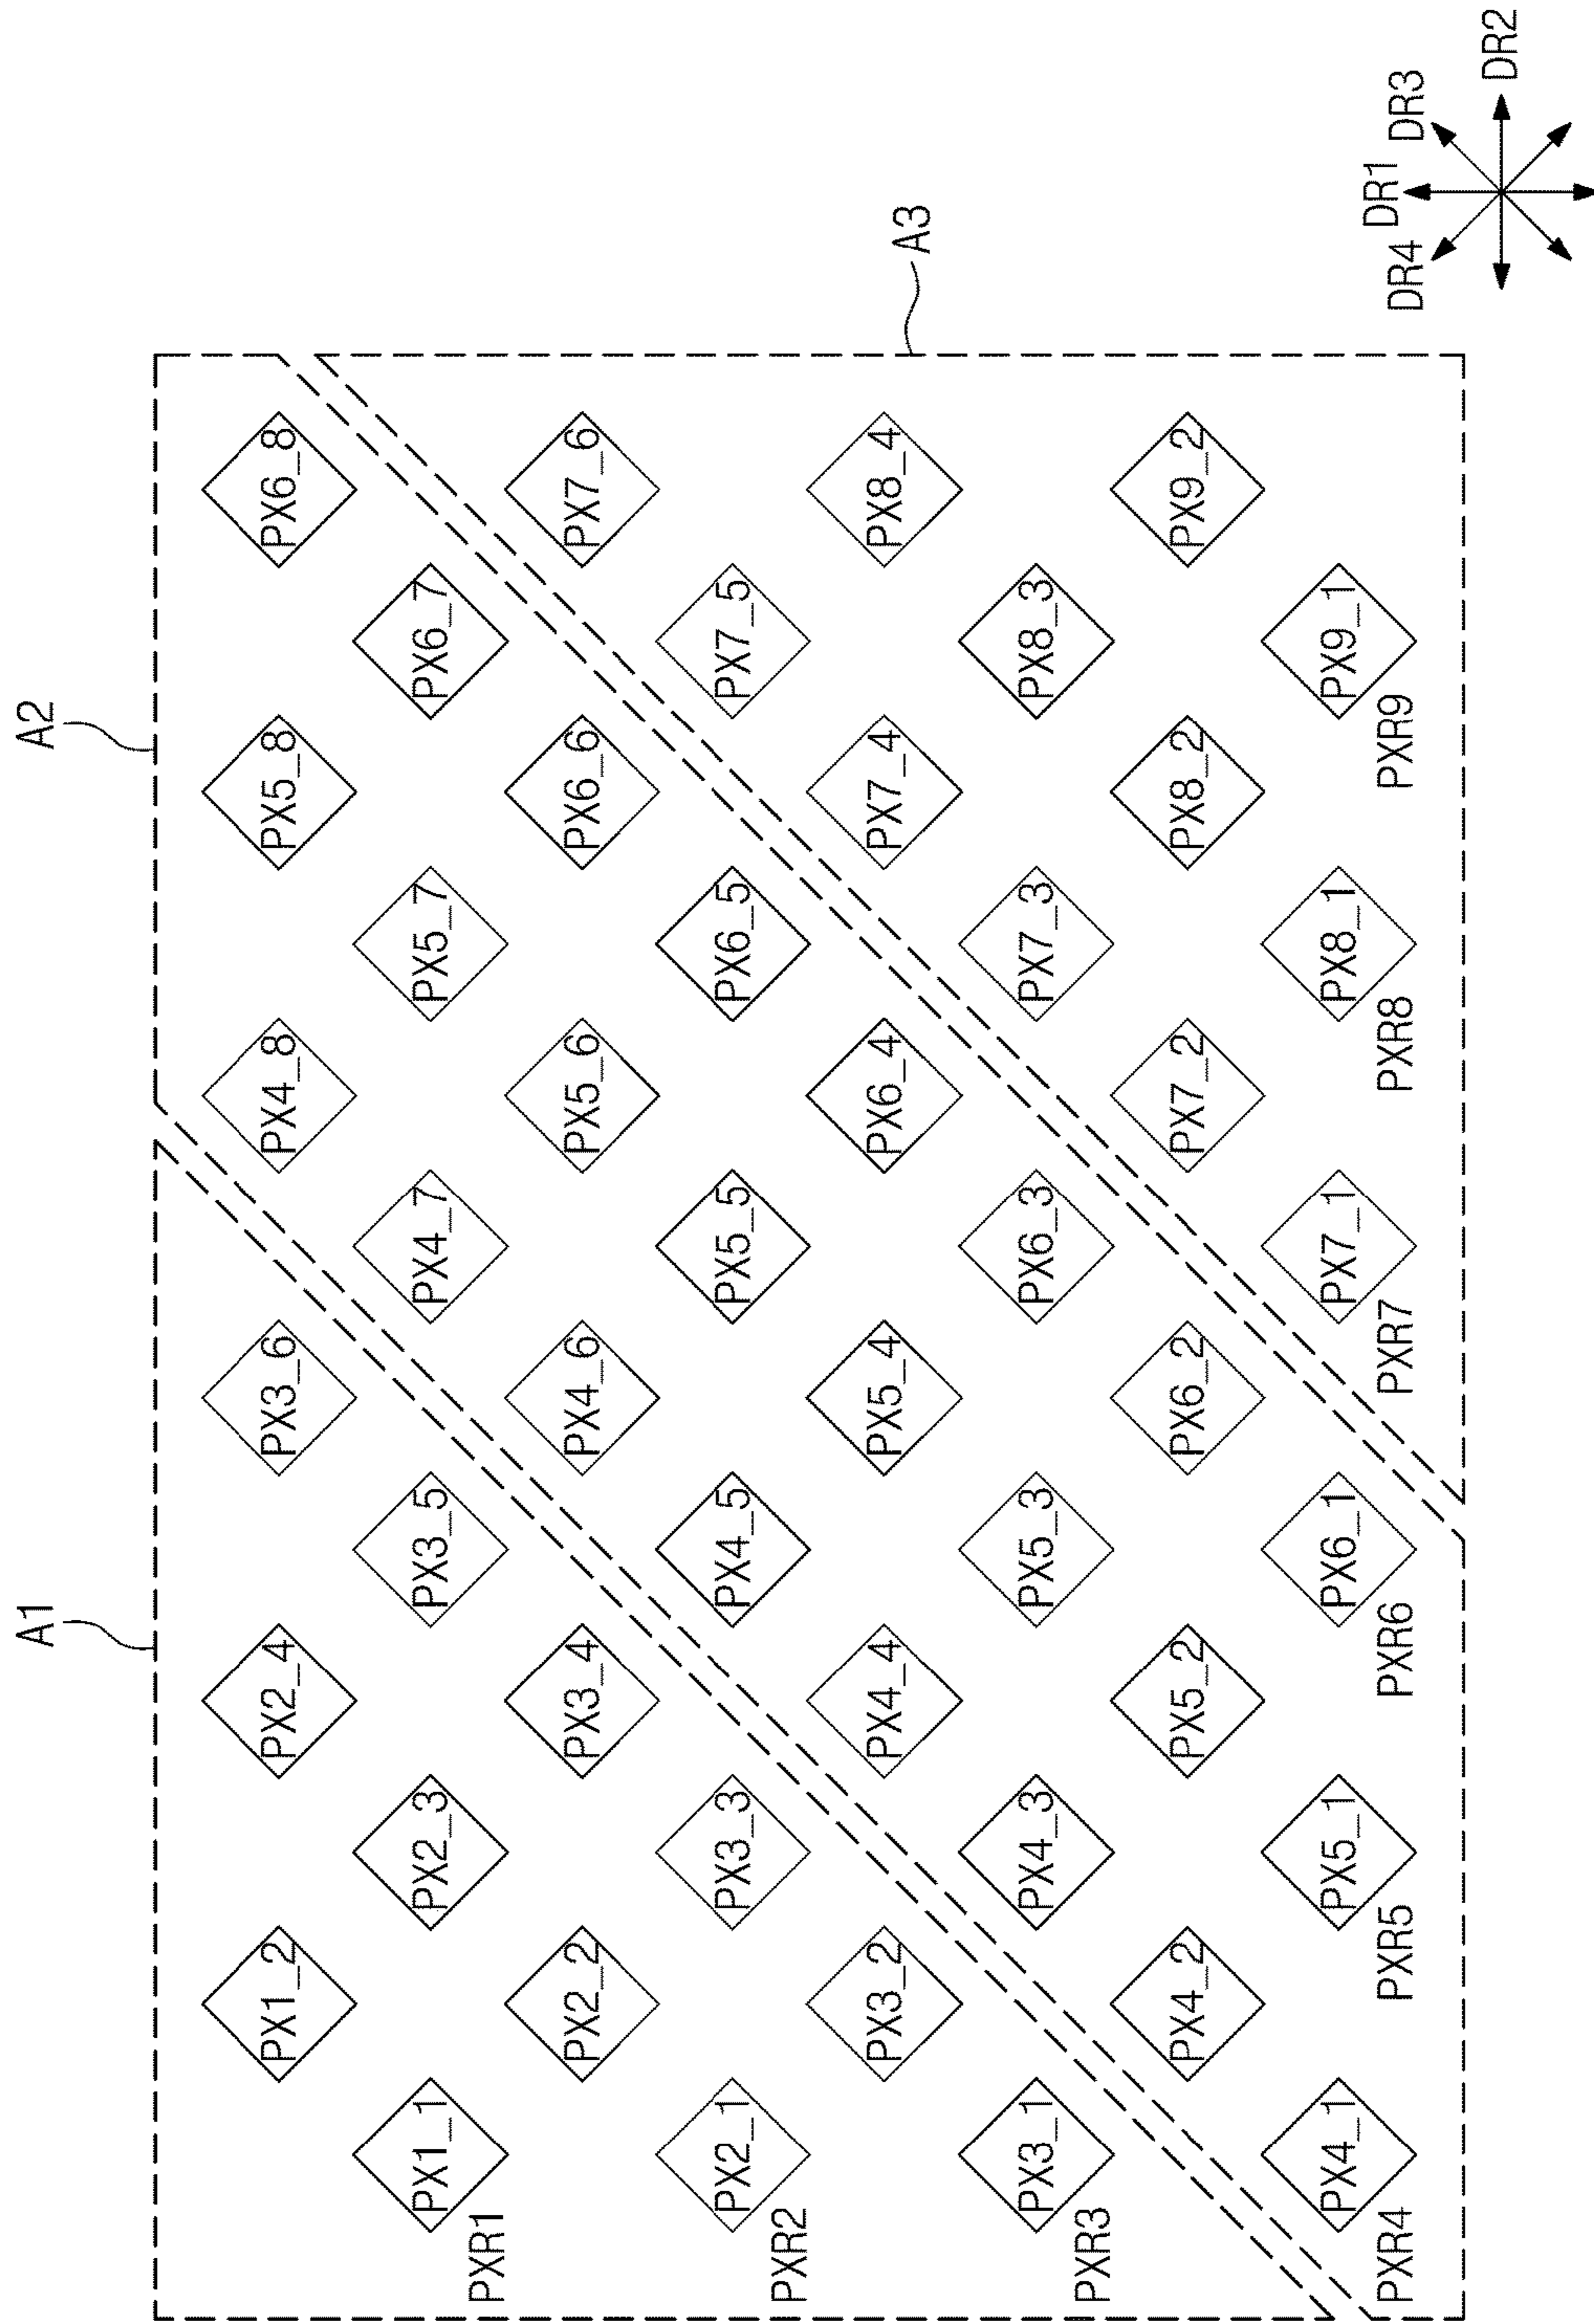 A1 A2
PX1_2 PX2_4 PX3_6 PX4_8 PX5_8 PX6_8
PX1_1 PX2_3 PX3_5 PX4_7 PX5_7 PX6_7
PXR1
PX2_2 PX3_4 PX4_6 PX5_6 PX6_6 PX7_6
PX2_1 PX3_3 PX4_5 PX5_5 PX6_5 PX7_5
PXR2
PX3_2 PX4_4 PX5_4 PX6_4 PX7_4 PX8_4
A3
PX3_1 PX4_3 PX5_3 PX6_3 PX7_3 PX8_3
PXR3
PX4_2 PX5_2 PX6_2 PX7_2 PX8_2 PX9_2
PX4_1 PX5_1 PX6_1 PX7_1 PX8_1 PX9_1
PXR4 PXR5 PXR6 PXR7 PXR8 PXR9
DR1
DR4 DR3
DR2